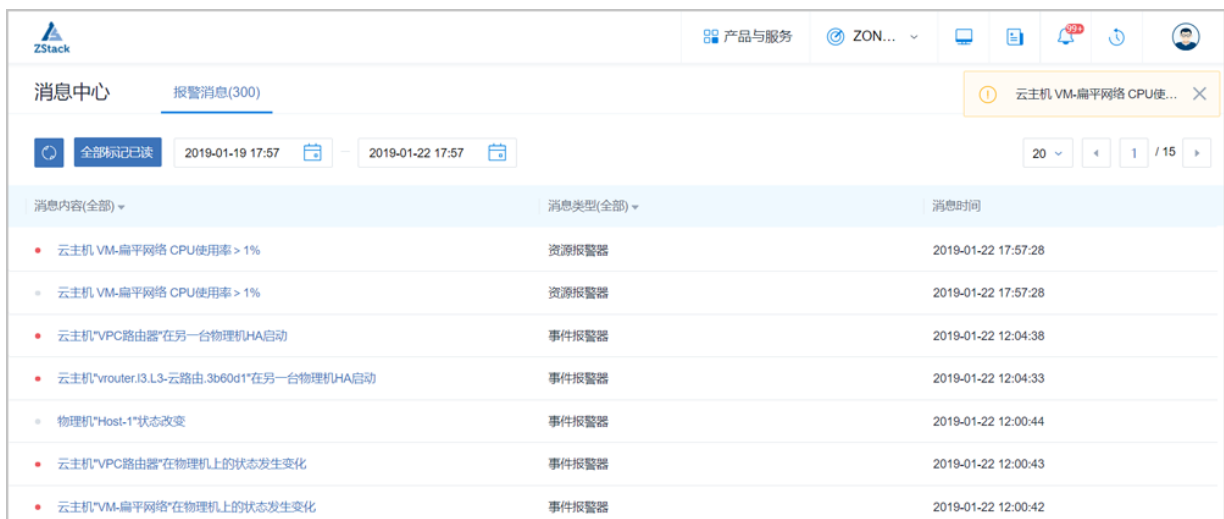 ZStack
产品与服务
ZON...
99+
消息中心
报警消息(300)
云主机 VM-扁平网络 CPU使...
全部标记已读
2019-01-19 17:57
2019-01-22 17:57
20
1 / 15
消息内容(全部) 消息类型(全部) 消息时间
云主机 VM-扁平网络 CPU使用率 > 1% 资源报警器 2019-01-22 17:57:28
云主机 VM-扁平网络 CPU使用率 > 1% 资源报警器 2019-01-22 17:57:28
云主机"VPC路由器"在另一台物理机HA启动 事件报警器 2019-01-22 12:04:38
云主机"vrouter.l3.L3-云路由.3b60d1"在另一台物理机HA启动 事件报警器 2019-01-22 12:04:33
物理机"Host-1"状态改变 事件报警器 2019-01-22 12:00:44
云主机"VPC路由器"在物理机上的状态发生变化 事件报警器 2019-01-22 12:00:43
云主机"VM-扁平网络"在物理机上的状态发生变化 事件报警器 2019-01-22 12:00:42